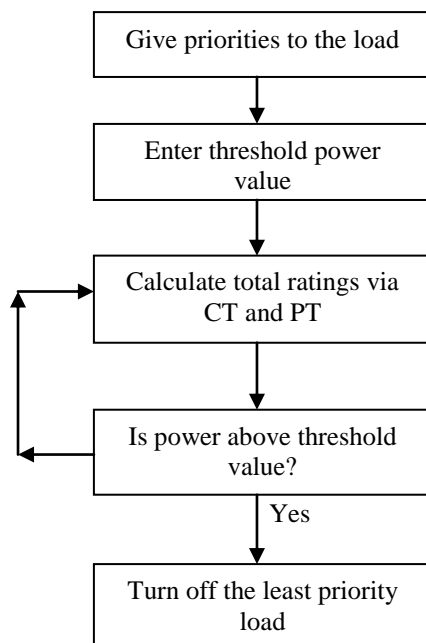 Give priorities to the load
Enter threshold power
value
Calculate total ratings via
CT and PT
Is power above threshold
value?
Yes
Turn off the least priority
load